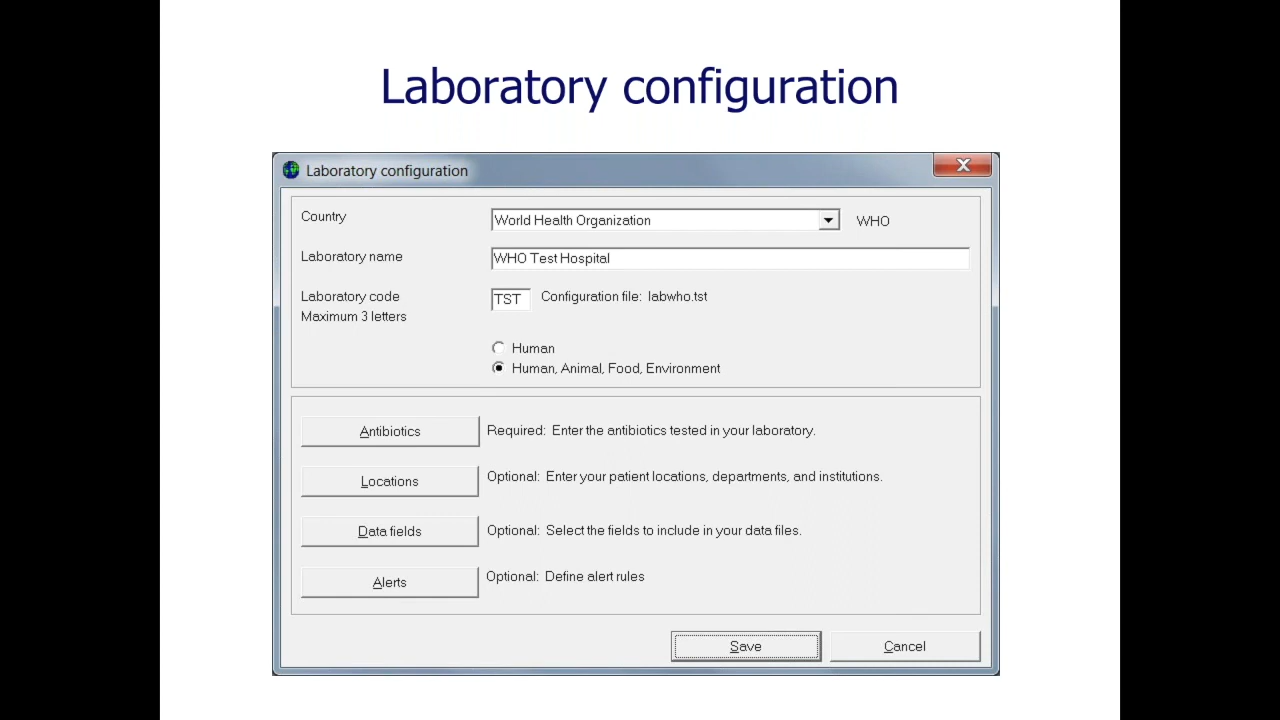 Laboratory configuration
Laboratory configuration
Country
World Health Organization
WHO
Laboratory name
WHO Test Hospital
Laboratory code
Maximum 3 letters
TST
Configuration file: labwho.tst
Human
Human, Animal, Food, Environment
Antibiotics
Required: Enter the antibiotics tested in your laboratory.
Locations
Optional: Enter your patient locations, departments, and institutions.
Data fields
Optional: Select the fields to include in your data files.
Alerts
Optional: Define alert rules
Save
Cancel